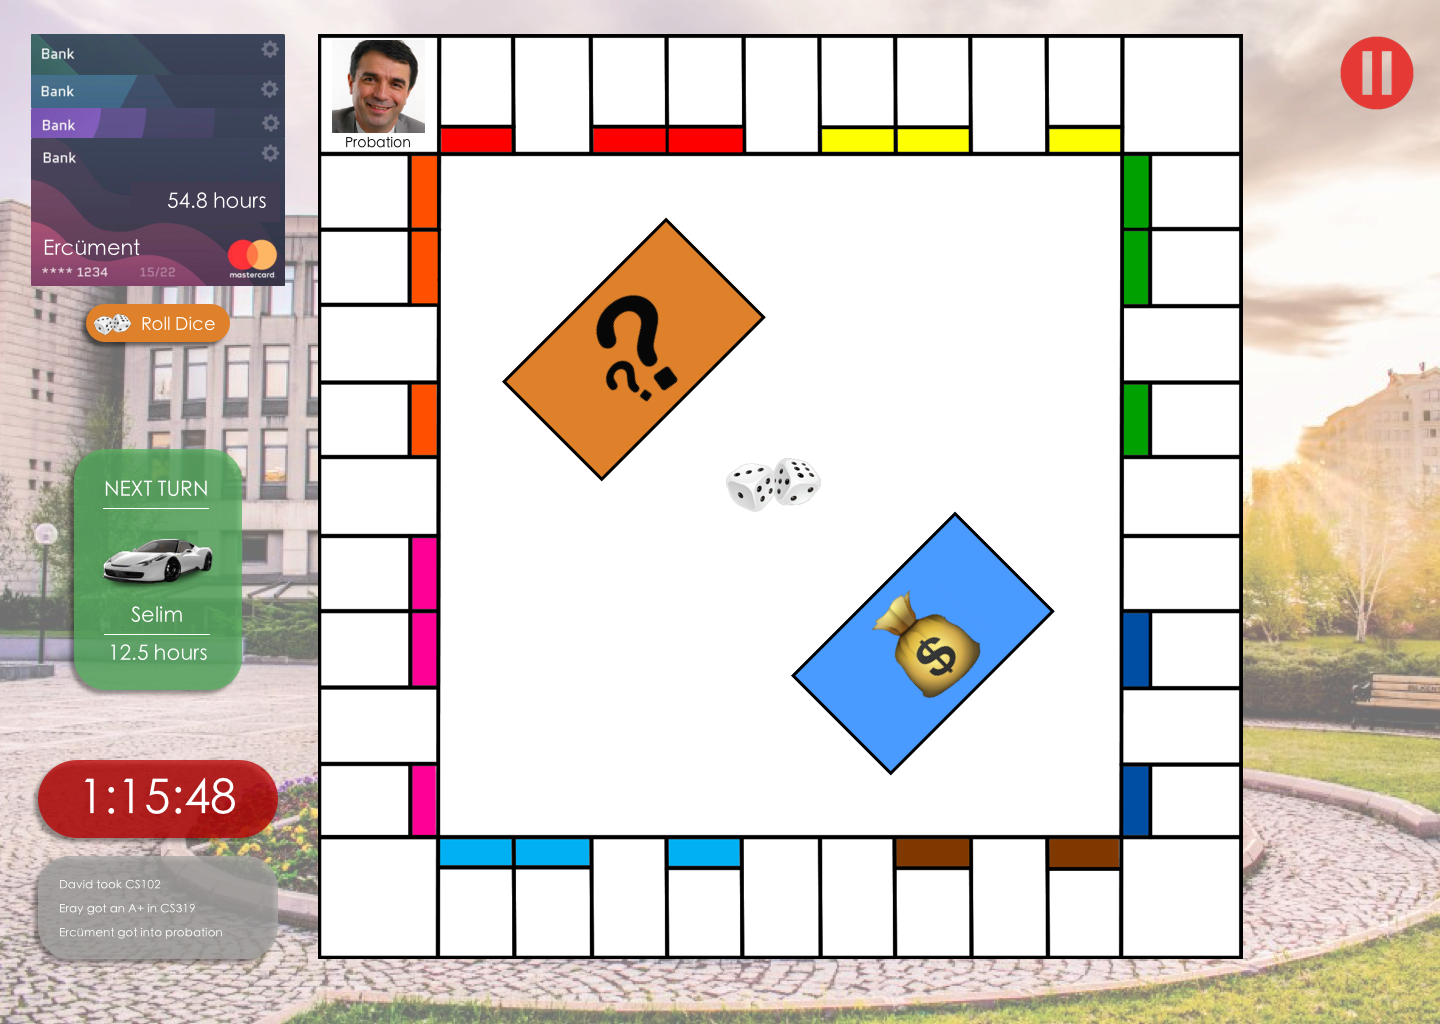 Bank
Bank
Bank
Bank
54.8 hours
Ercüment
**** 1234 15/22
mastercard.
Roll Dice
NEXT TURN
Selim
12.5 hours
1:15:48
David took CS102
Eray got an A+ in CS319
Ercüment got into probation
Probation
?
?
$